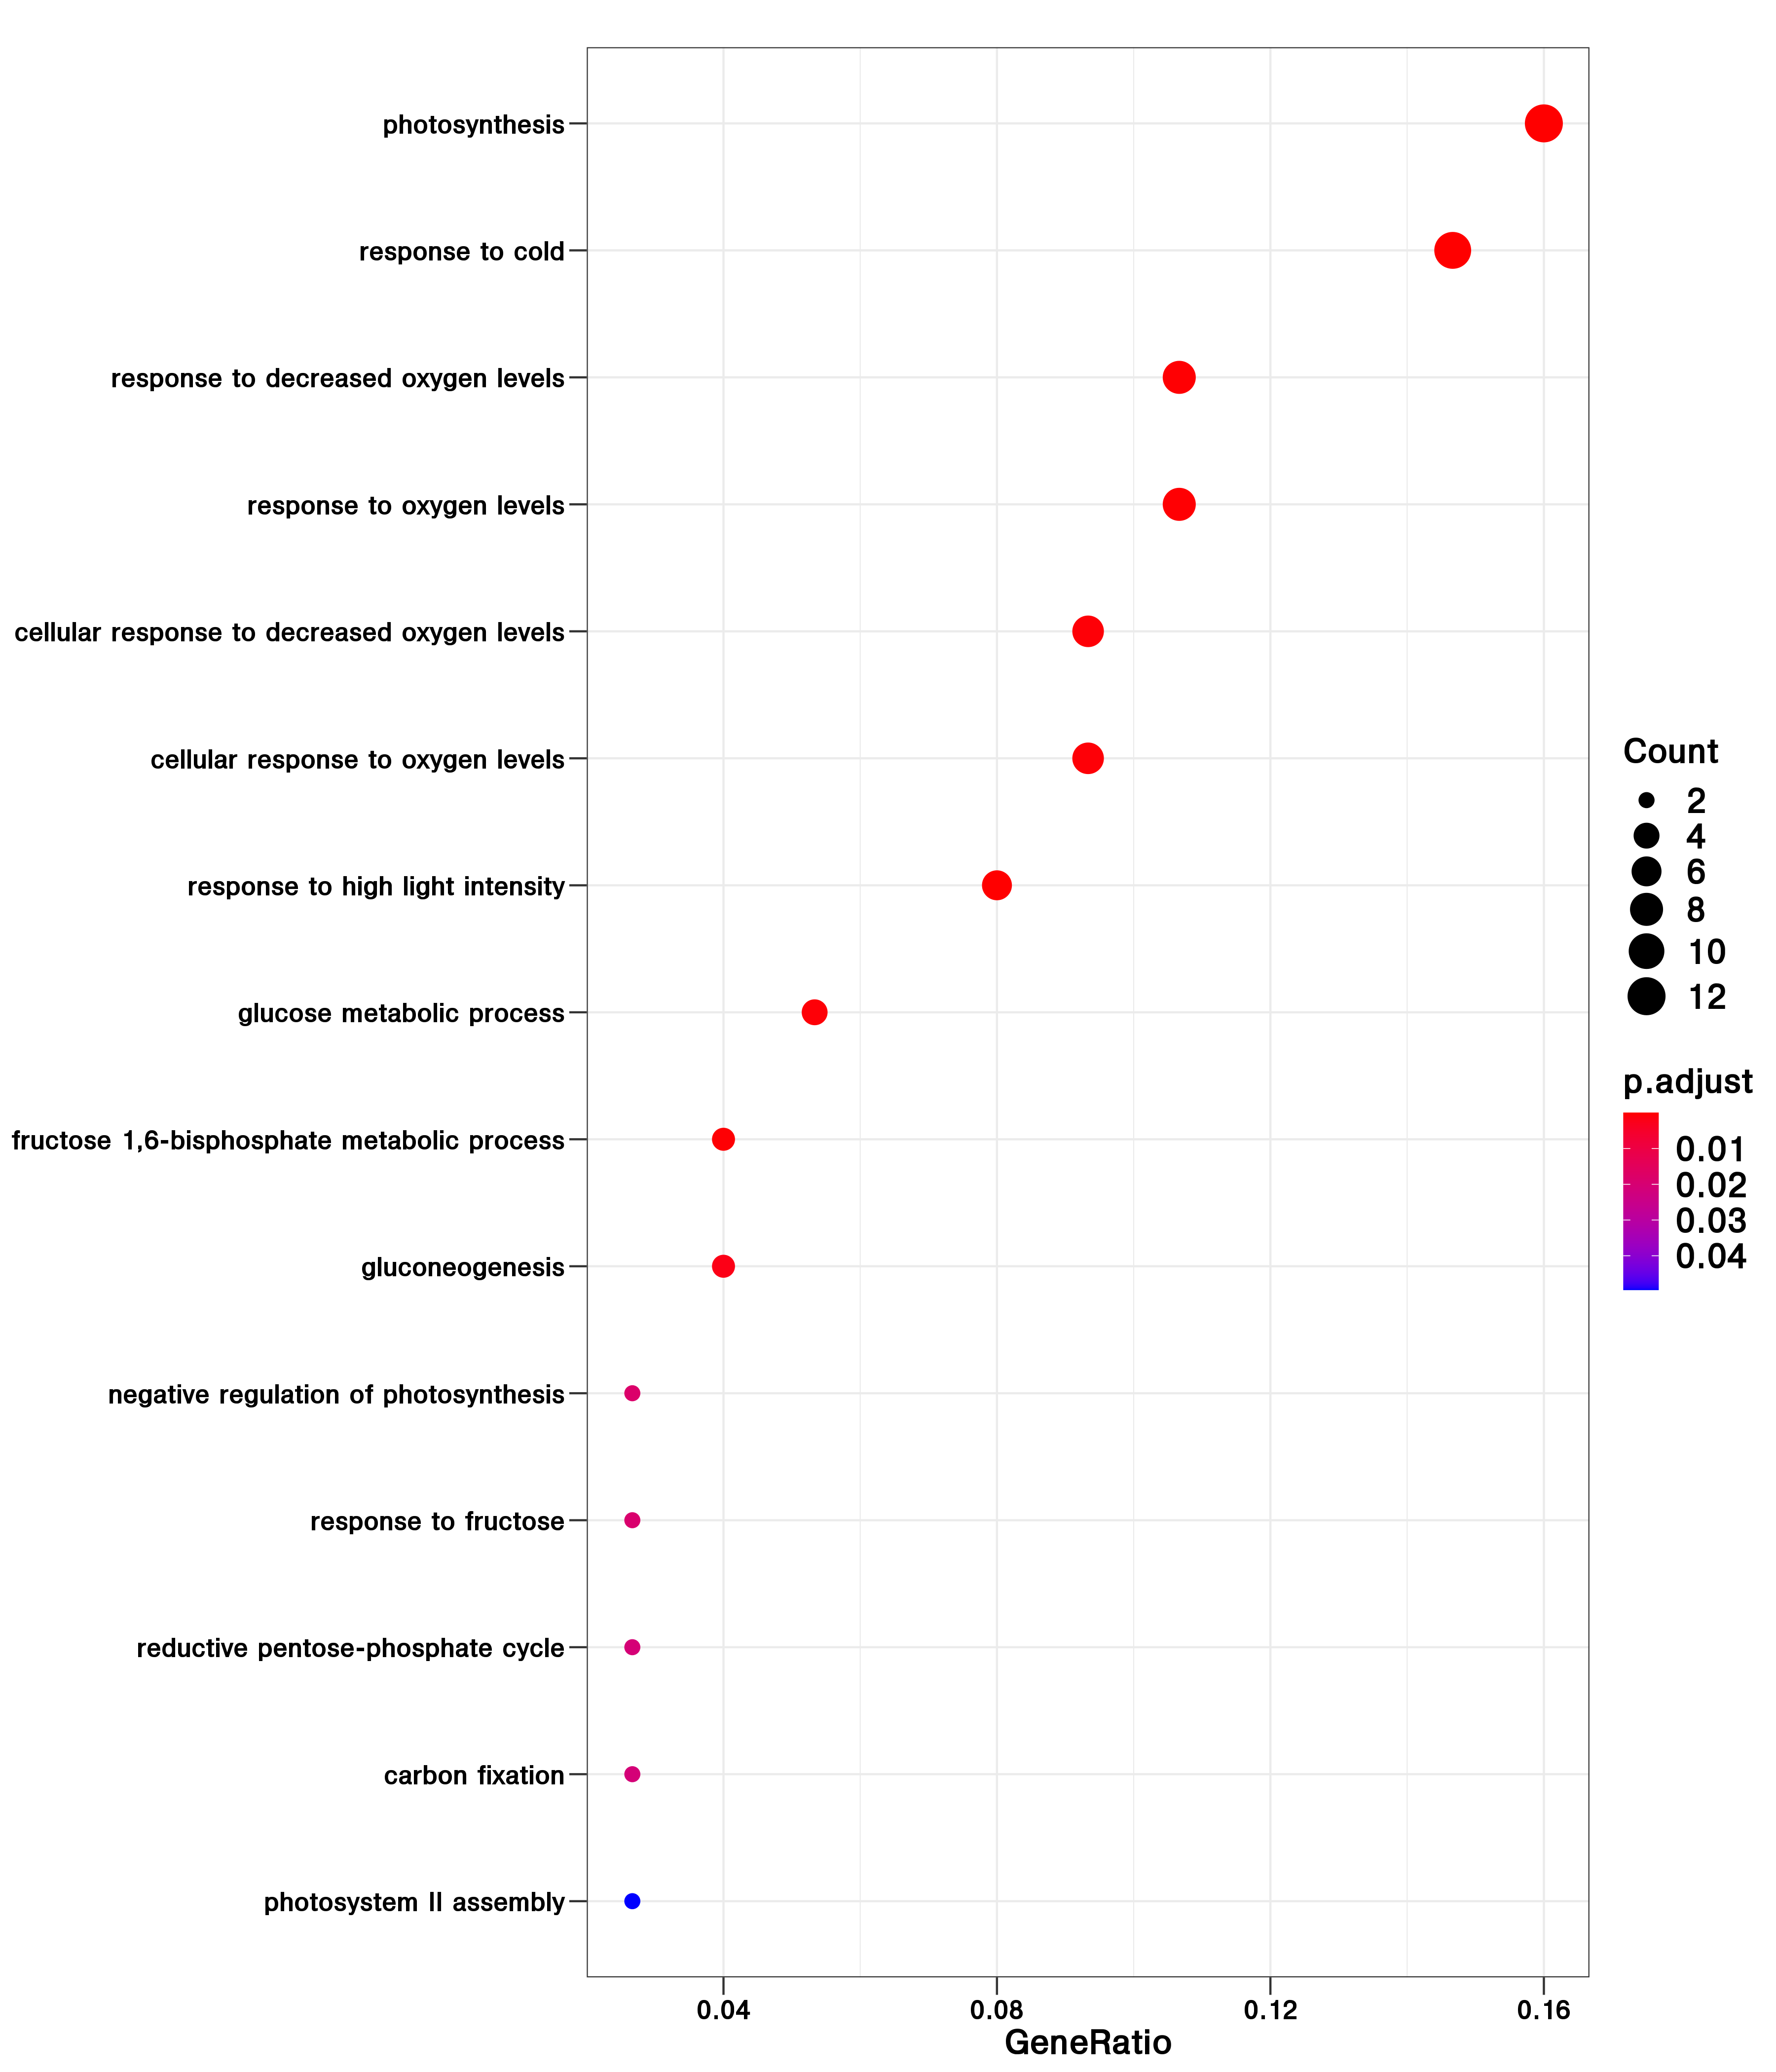 photosynthesis
response to cold
response to decreased oxygen levels
response to oxygen levels
cellular response to decreased oxygen levels
cellular response to oxygen levels
response to high light intensity
glucose metabolic process
fructose 1,6-bisphosphate metabolic process
gluconeogenesis
negative regulation of photosynthesis
response to fructose
reductive pentose-phosphate cycle
carbon fixation
photosystem II assembly
0.04
0.08
0.12
0.16
GeneRatio
Count
2
4
6
8
10
12
p.adjust
0.01
0.02
0.03
0.04